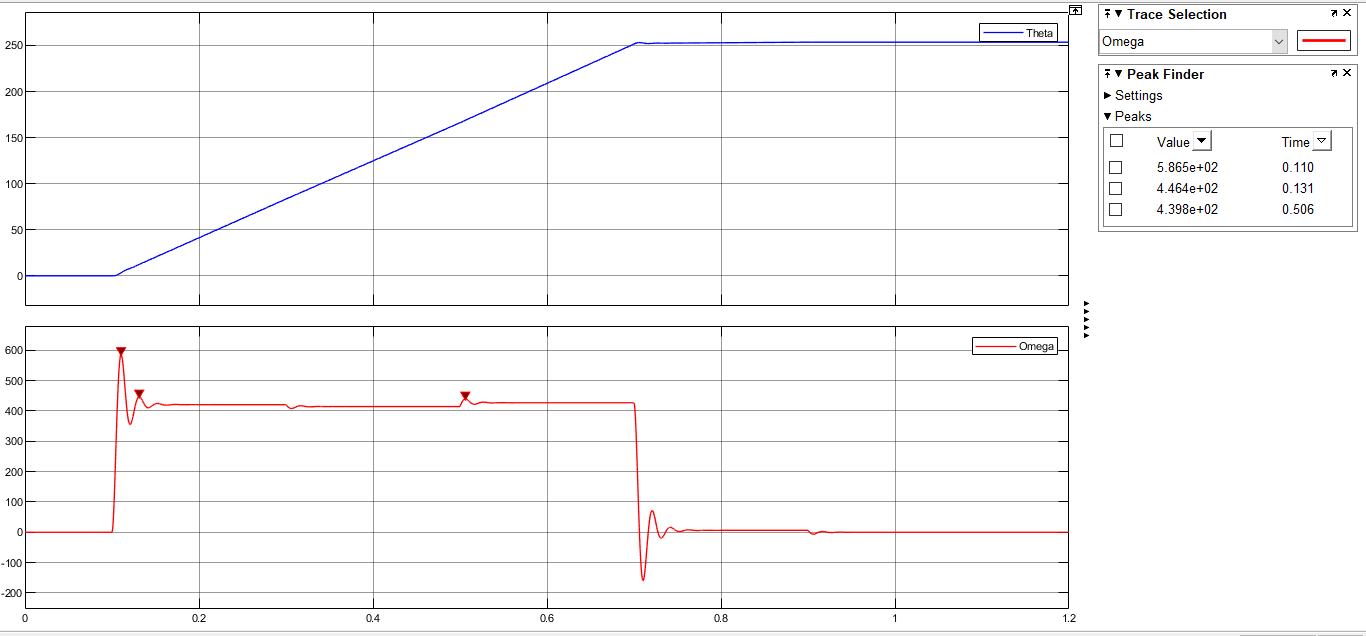 Theta
250
200
150
100
50
0
Omega
600
500
400
300
200
100
0
-100
-200
0 0.2 0.4 0.6 0.8 1 1.2
Trace Selection
Omega
Peak Finder
Settings
Peaks
Value Time
5.865e+02 0.110
4.464e+02 0.131
4.398e+02 0.506